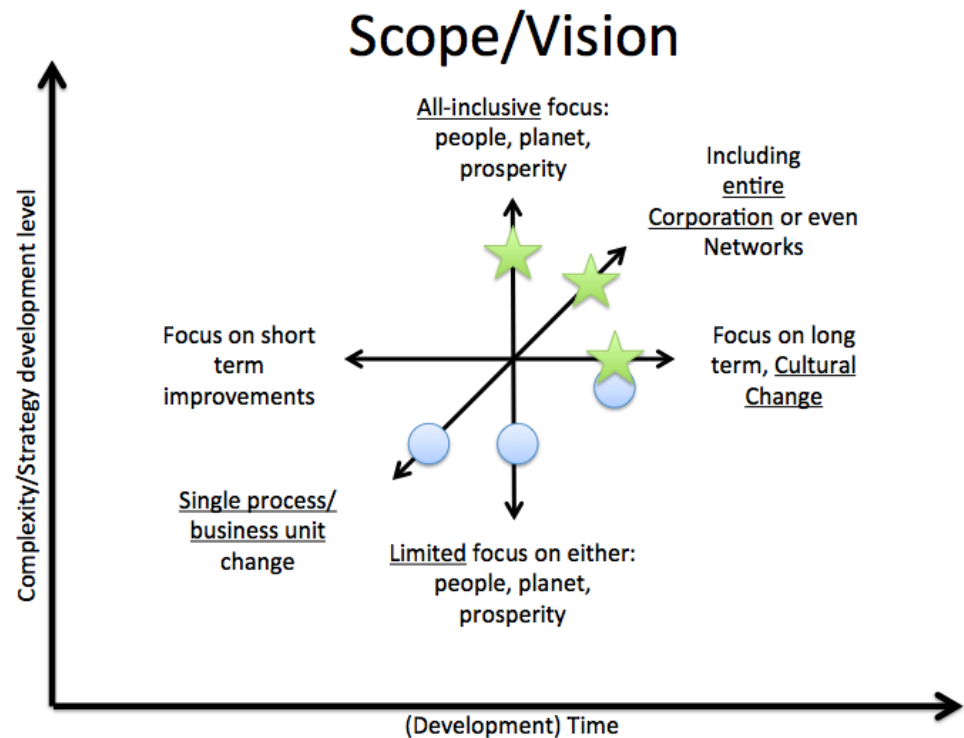 Scope/Vision
All-inclusive focus:
people, planet,
prosperity
Including
entire
Corporation or even
Networks
Complexity/Strategy development level
Focus on short
term
improvements
Focus on long
term, Cultural
Change
Single process/
business unit
change
Limited focus on either:
people, planet,
prosperity
(Development) Time